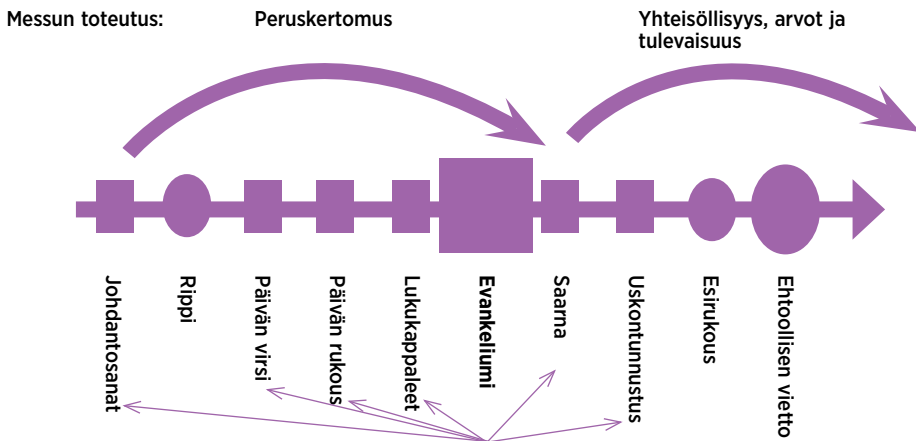 Messun toteutus:
Peruskertomus
Yhteisöllisyys, arvot ja
tulevaisuus
Johdantosanat
Rippi
Päivän virsi
Päivän rukous
Lukukappaleet
Evankeliumi
Saarna
Uskontunnustus
Esirukous
Ehtoollisen vietto